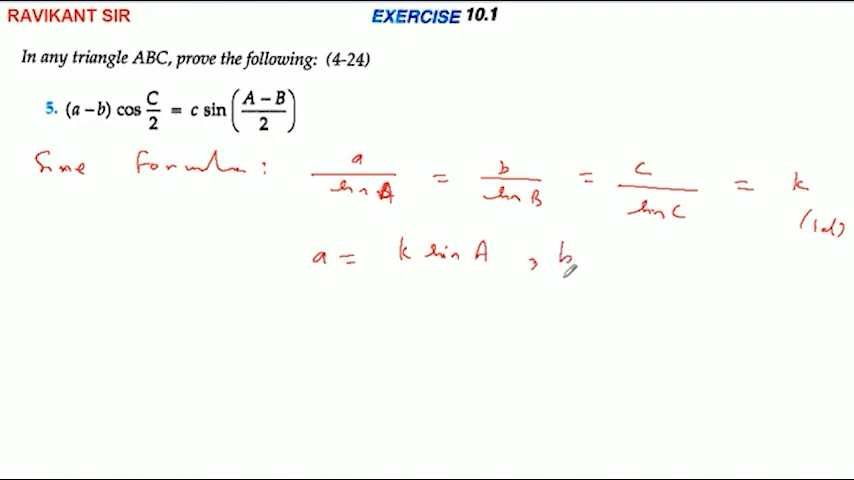 RAVIKANT SIR EXERCISE 10.1
In any triangle ABC, prove the following: (4-24)
5. (a – b) cos C/2 = c sin ((A – B)/2)
Sine Formula : a/sin A = b/sin B = c/sin C = k
(let)
a = k sin A , b